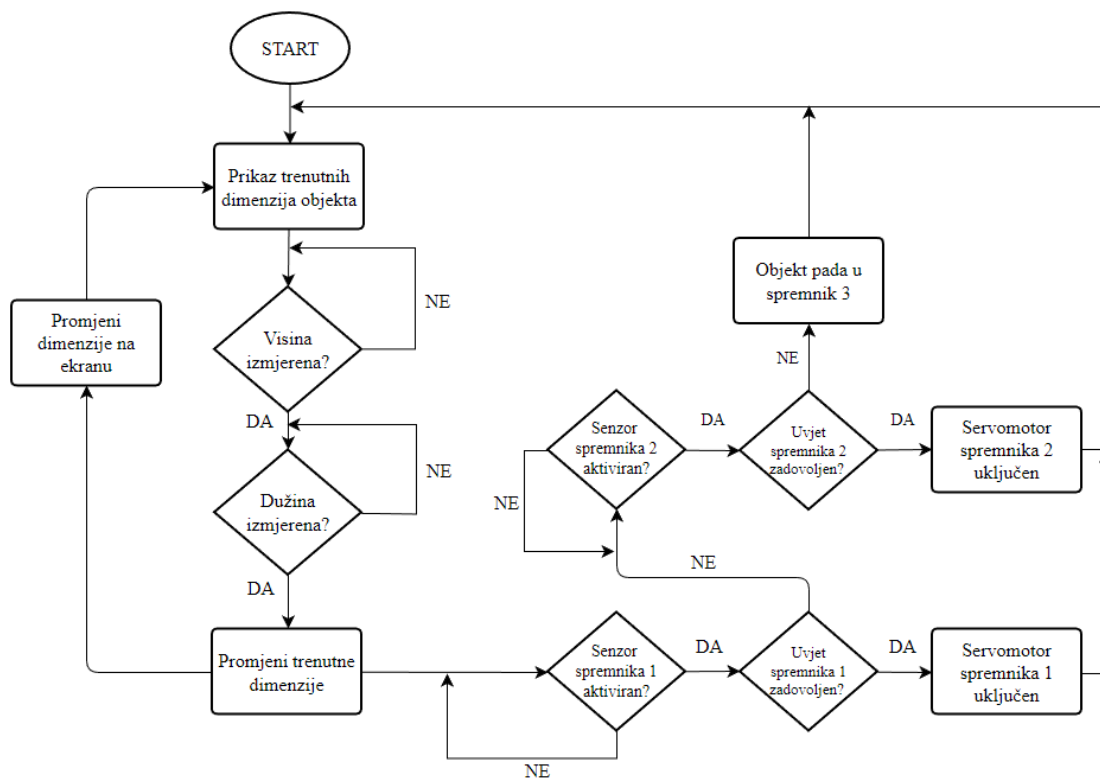 START
Prikaz trenutnih
dimenzija objekta
NE
Visina
izmjerena?
DA
NE
Dužina
izmjerena?
DA
Promjeni trenutne
dimenzije
Promjeni
dimenzije na
ekranu
Senzor
spremnika 1
aktiviran?
NE
DA
Uvjet
spremnika 1
zadovoljen?
DA
Servomotor
spremnika 1
uključen
NE
Senzor
spremnika 2
aktiviran?
NE
DA
Uvjet
spremnika 2
zadovoljen?
DA
Servomotor
spremnika 2
uključen
NE
Objekt pada u
spremnik 3